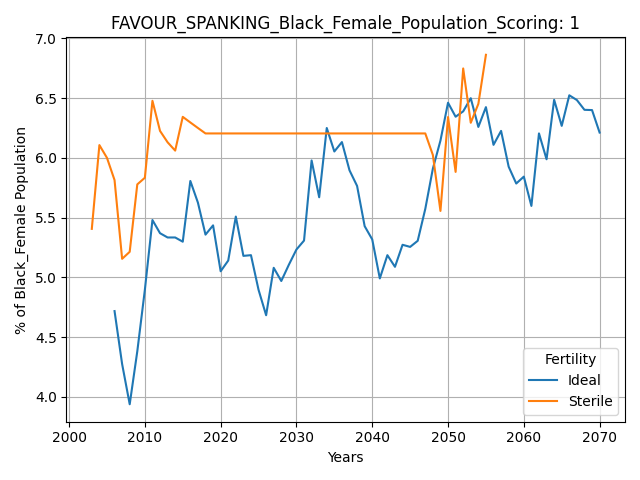 FAVOUR_SPANKING_Black_Female_Population_Scoring: 1
7.0
6.5
6.0
5.5
5.0
4.5
4.0
% of Black_Female Population
2000 2010 2020 2030 2040 2050 2060 2070
Years
Fertility
Ideal
Sterile